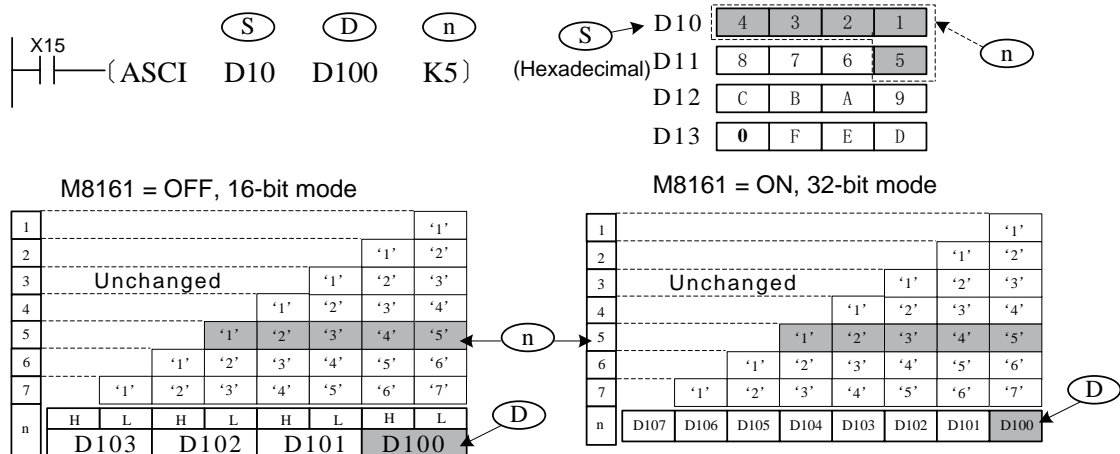 S D n
X15
ASCI D10 D100 K5
S
(Hexadecimal)
D10 4 3 2 1
D11 8 7 6 5
D12 C B A 9
D13 0 F E D
n
M8161 = OFF, 16-bit mode
1 '1'
2 '1' '2'
3 Unchanged '1' '2' '3'
4 '1' '2' '3' '4'
5 '1' '2' '3' '4' '5'
6 '1' '2' '3' '4' '5' '6'
7 '1' '2' '3' '4' '5' '6' '7'
n H L H L H L H L
D103 D102 D101 D100
n
D
M8161 = ON, 32-bit mode
1 '1'
2 '1' '2'
3 Unchanged '1' '2' '3'
4 '1' '2' '3' '4'
5 '1' '2' '3' '4' '5'
6 '1' '2' '3' '4' '5' '6'
7 '1' '2' '3' '4' '5' '6' '7'
n D107 D106 D105 D104 D103 D102 D101 D100
D